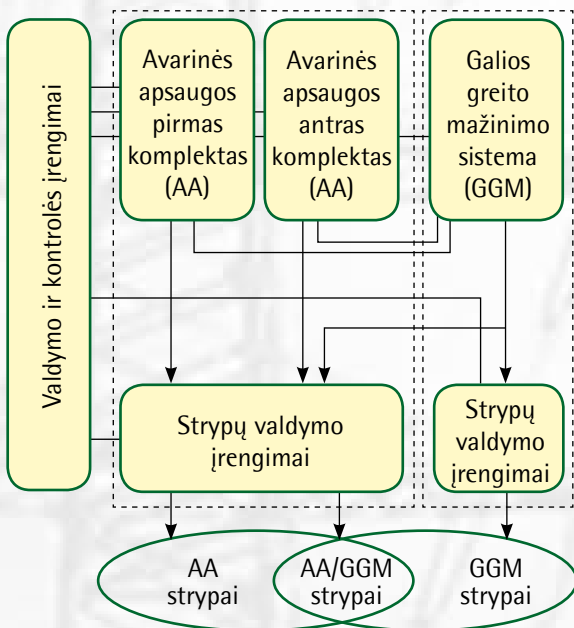 Valdymo ir kontrolės įrengimai
Avarinės
apsaugos
pirmas
komplektas
(AA)
Avarinės
apsaugos
antras
komplektas
(AA)
Galios
greito
mažinimo
sistema
(GGM)
Strypų valdymo
įrengimai
Strypų
valdymo
įrengimai
AA
strypai
AA/GGM
strypai
GGM
strypai